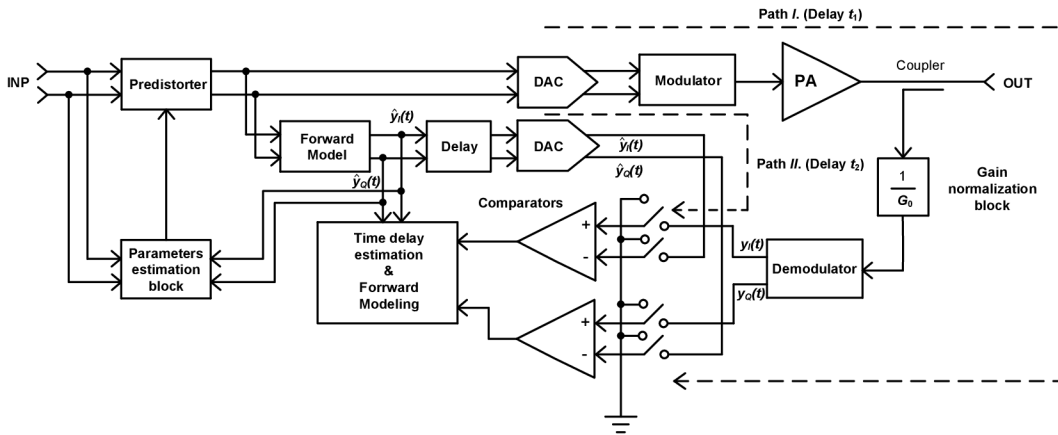 Path I. (Delay t₁)
INP
Predistorter
DAC
Modulator
PA
Coupler
OUT
ŷI(t)
Forward
Model
Delay
DAC
ŷI(t)
ŷQ(t)
Path II. (Delay t₂)
ŷQ(t)
1
G₀
Gain
normalization
block
Comparators
Parameters
estimation
block
Time delay
estimation
&
Forrward
Modeling
+
-
yI(t)
Demodulator
yQ(t)
+
-